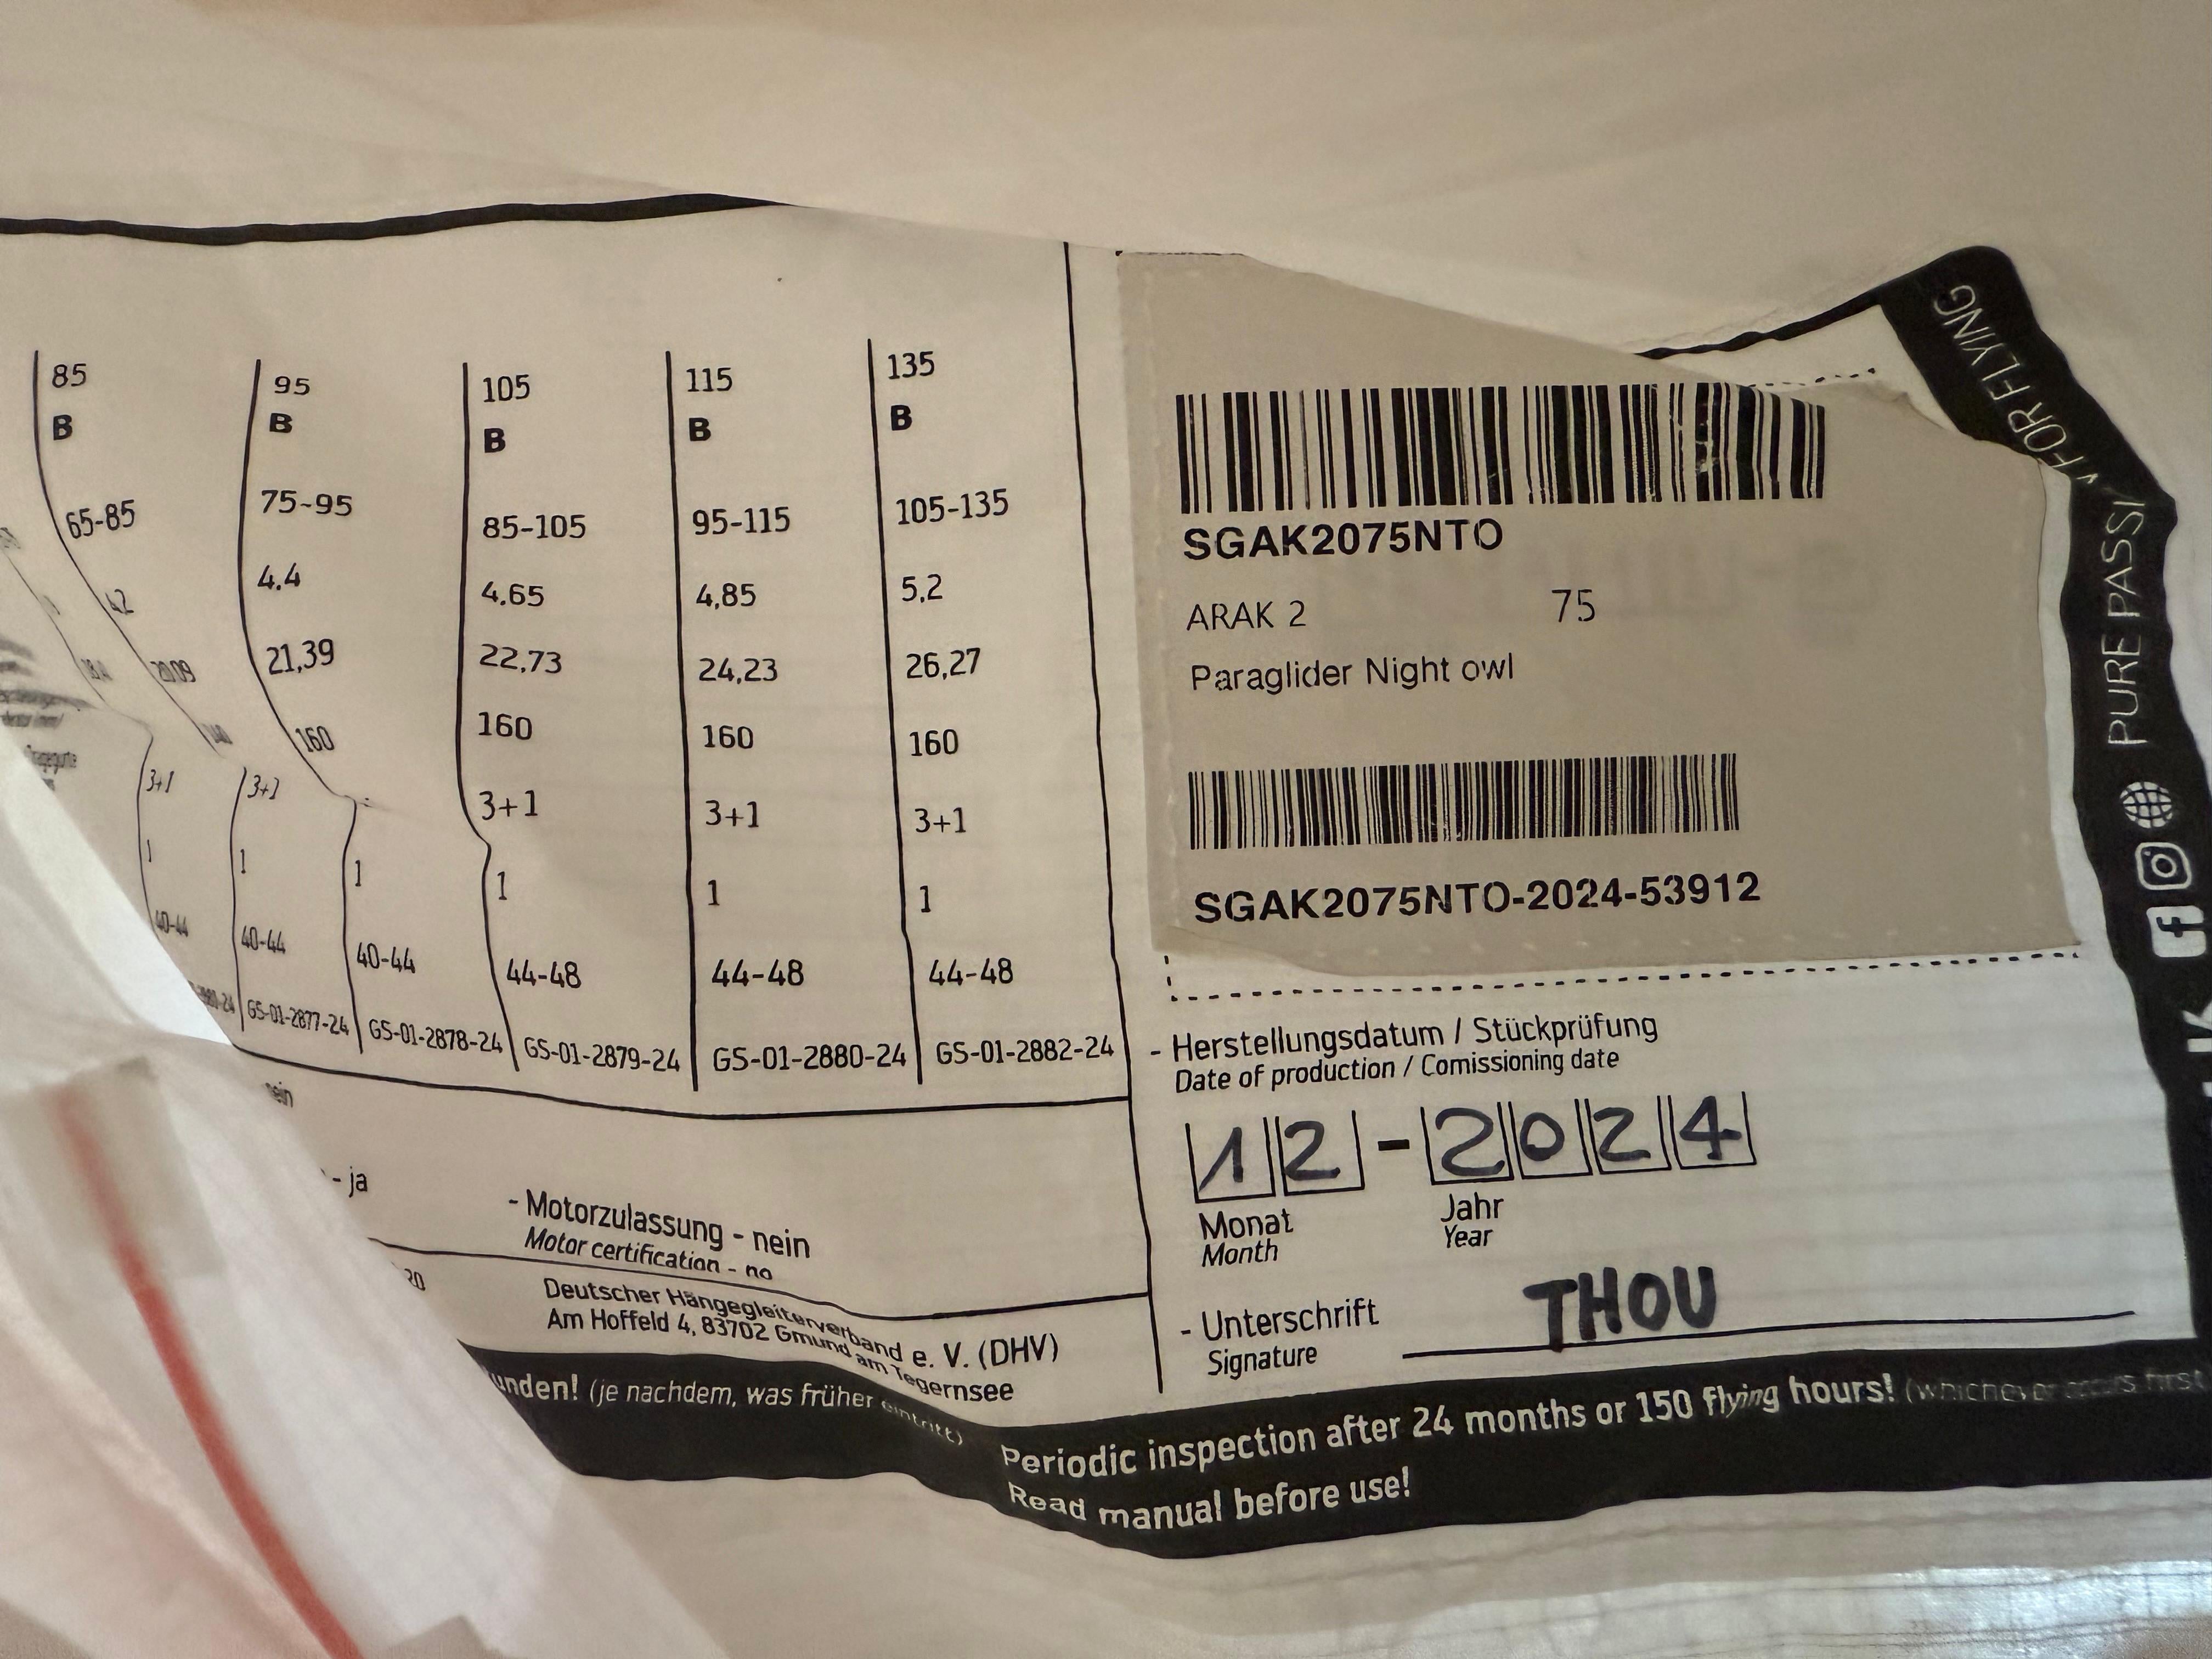 85 95 105 115 135
B B B B B
65-85 75-95 85-105 95-115 105-135
4,2 4.4 4.65 4,85 5,2
20,09 21,39 22,73 24,23 26,27
160 160 160 160
3+1 3+1 3+1 3+1 3+1
1 1 1 1 1 1
40-44 40-44 40-44 44-48 44-48 44-48
GS-01-2877-24 GS-01-2878-24 GS-01-2879-24 GS-01-2880-24 GS-01-2882-24
- ja
- Motorzulassung - nein
Motor certification - no
Deutscher Hängegleiterverband e. V. (DHV)
Am Hoffeld 4, 83702 Gmund am Tegernsee
SGAK2075NTO
ARAK 2 75
Paraglider Night owl
SGAK2075NTO-2024-53912
- Herstellungsdatum / Stückprüfung
Date of production / Comissioning date
12 - 2024
Monat Jahr
Month Year
- Unterschrift THOU
Signature
(je nachdem, was früher eintritt)
Periodic inspection after 24 months or 150 flying hours! (whichever occurs first
Read manual before use!
PURE PASSI
FOR FLYING